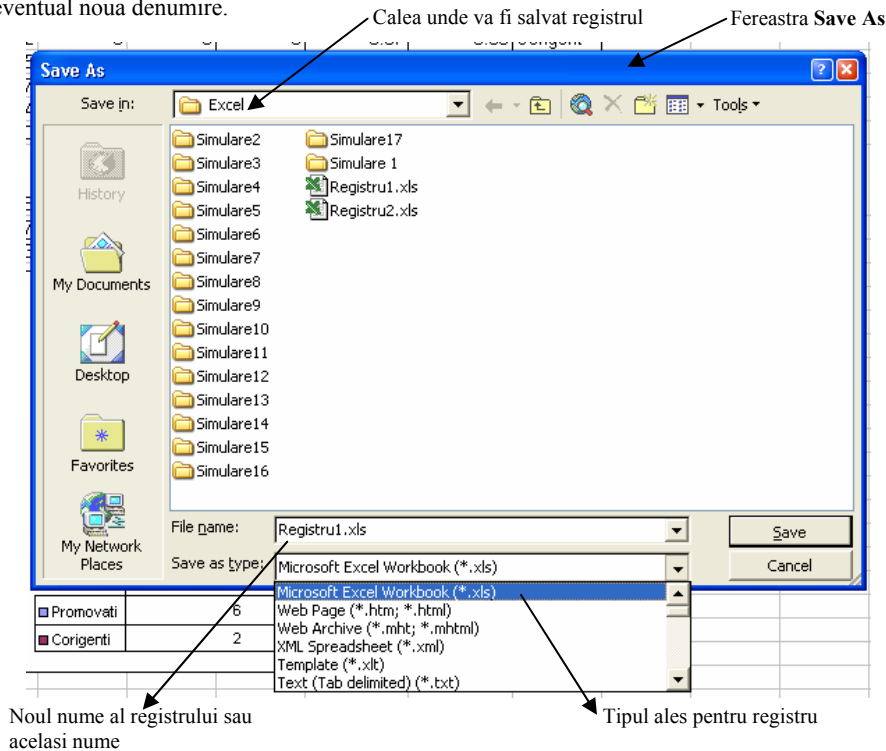 eventual noua denumire.
Calea unde va fi salvat registrul
Fereastra Save As
Save As
Save in:
Excel
Tools
History
My Documents
Desktop
Favorites
My Network
Places
Simulare2
Simulare3
Simulare4
Simulare5
Simulare6
Simulare7
Simulare8
Simulare9
Simulare10
Simulare11
Simulare12
Simulare13
Simulare14
Simulare15
Simulare16
Simulare17
Simulare 1
Registru1.xls
Registru2.xls
File name:
Registru1.xls
Save
Save as type:
Microsoft Excel Workbook (*.xls)
Cancel
Microsoft Excel Workbook (*.xls)
Web Page (*.htm; *.html)
Web Archive (*.mht; *.mhtml)
XML Spreadsheet (*.xml)
Template (*.xlt)
Text (Tab delimited) (*.txt)
Promovati 6
Corigenti 2
Noul nume al registrului sau
acelasi nume
Tipul ales pentru registru